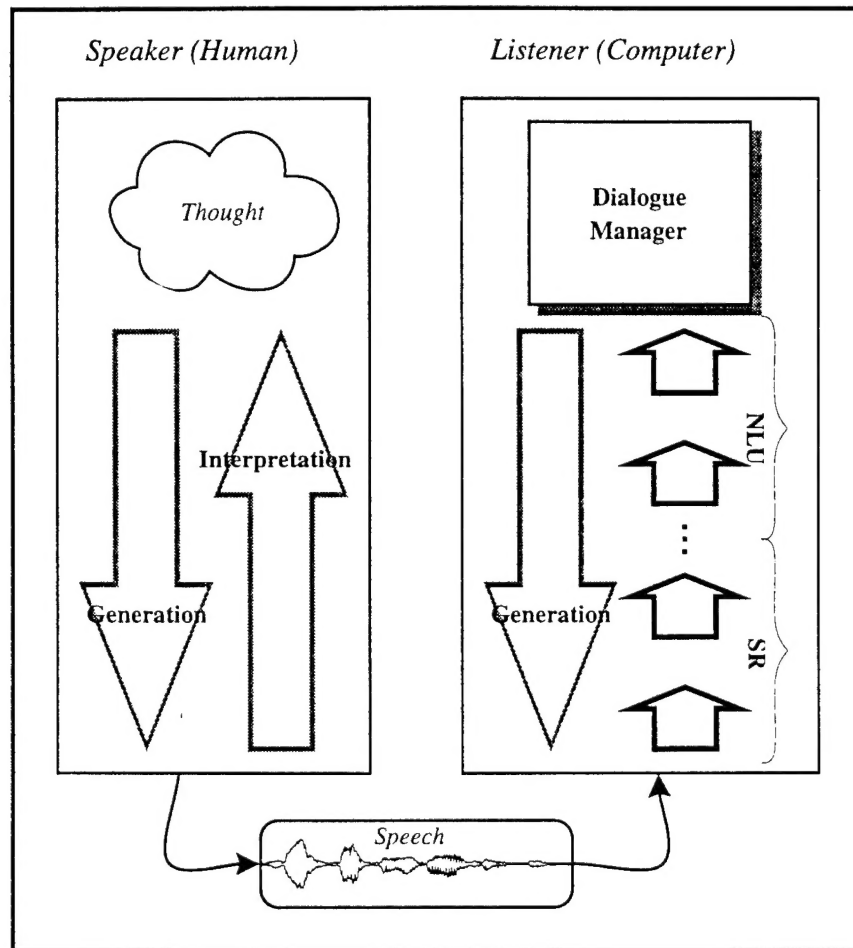 Speaker (Human)
Listener (Computer)
Thought
Dialogue
Manager
Interpretation
Generation
Generation
NLU
...
SR
Speech